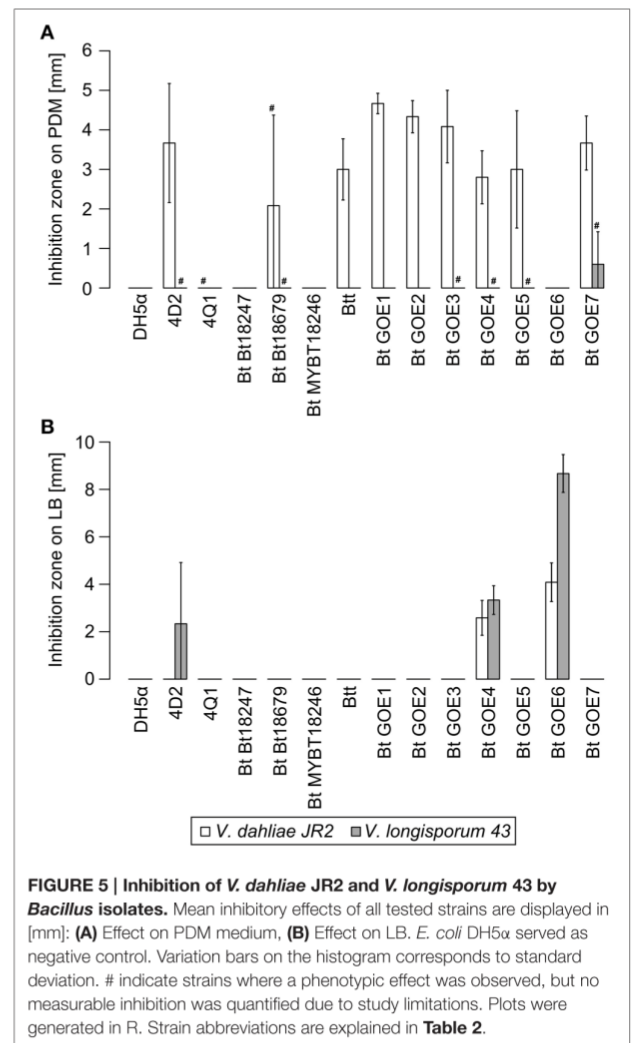 A
Inhibition zone on PDM [mm]
6
5
4
3
2
1
0
# # # # # # # # #
DH5α
4D2
4Q1
Bt Bt18247
Bt Bt18679
Bt MYBT18246
Btt
Bt GOE1
Bt GOE2
Bt GOE3
Bt GOE4
Bt GOE5
Bt GOE6
Bt GOE7
B
Inhibition zone on LB [mm]
10
8
6
4
2
0
DH5α
4D2
4Q1
Bt Bt18247
Bt Bt18679
Bt MYBT18246
Btt
Bt GOE1
Bt GOE2
Bt GOE3
Bt GOE4
Bt GOE5
Bt GOE6
Bt GOE7
V. dahliae JR2 V. longisporum 43
FIGURE 5 | Inhibition of V. dahliae JR2 and V. longisporum 43 by
Bacillus isolates. Mean inhibitory effects of all tested strains are displayed in
[mm]: (A) Effect on PDM medium, (B) Effect on LB. E. coli DH5α served as
negative control. Variation bars on the histogram corresponds to standard
deviation. # indicate strains where a phenotypic effect was observed, but no
measurable inhibition was quantified due to study limitations. Plots were
generated in R. Strain abbreviations are explained in Table 2.